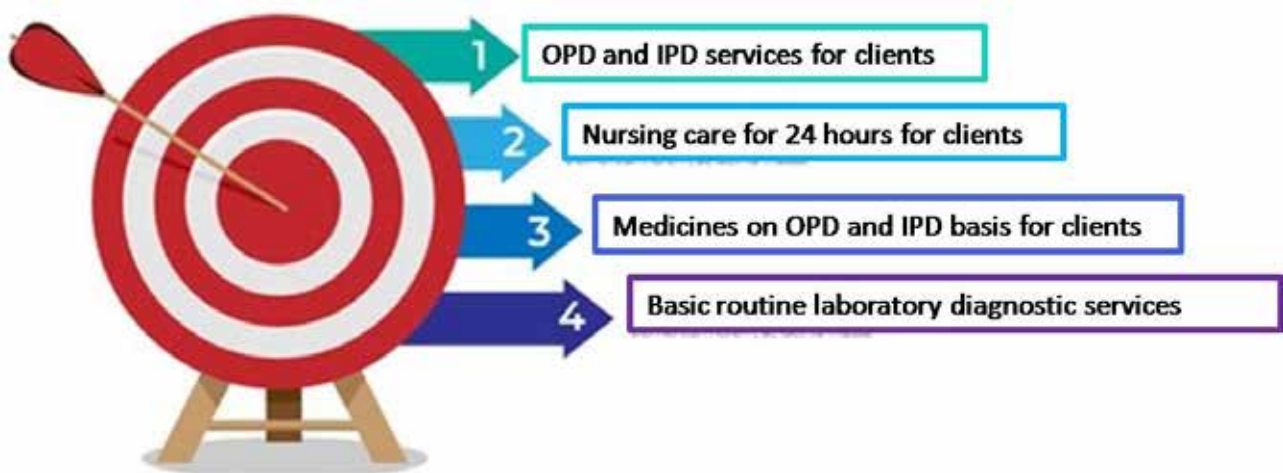 1 OPD and IPD services for clients
2 Nursing care for 24 hours for clients
3 Medicines on OPD and IPD basis for clients
4 Basic routine laboratory diagnostic services